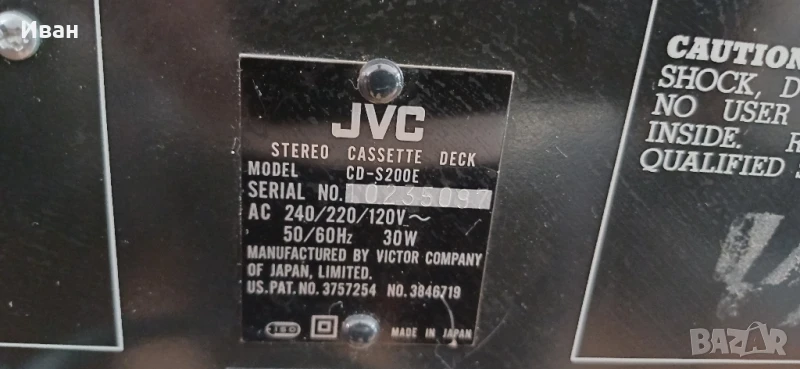 Иван
JVC
STEREO CASSETTE DECK
MODEL CD-S200E
SERIAL NO. 10235097
AC 240/220/120V~
50/60Hz 30W
MANUFACTURED BY VICTOR COMPANY
OF JAPAN, LIMITED.
US.PAT.NO. 3757254 NO. 3846719
MADE IN JAPAN
CAUTION
SHOCK, D
NO USER
INSIDE. R
QUALIFIED S
BAZAR